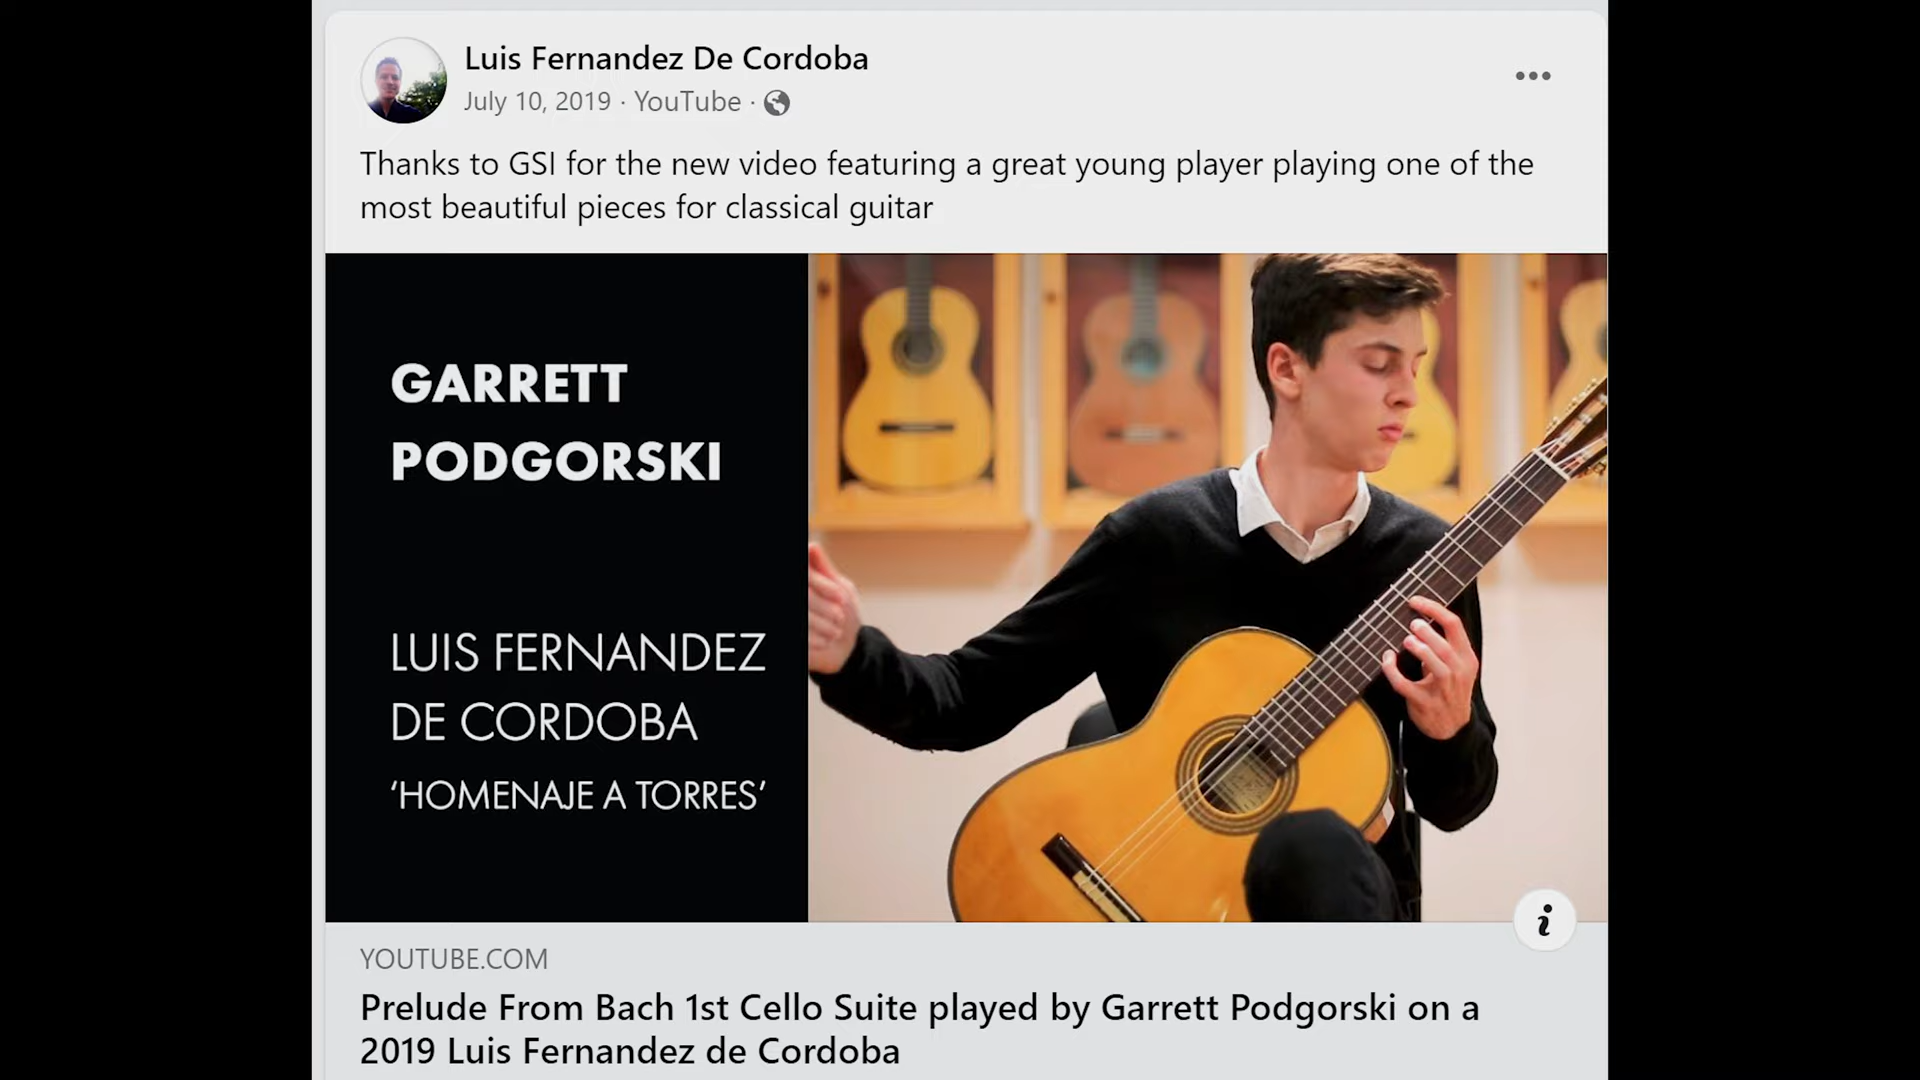 Luis Fernandez De Cordoba
July 10, 2019 · YouTube ·
Thanks to GSI for the new video featuring a great young player playing one of the
most beautiful pieces for classical guitar
GARRETT
PODGORSKI
LUIS FERNANDEZ
DE CORDOBA
‘HOMENAJE A TORRES’
i
YOUTUBE.COM
Prelude From Bach 1st Cello Suite played by Garrett Podgorski on a
2019 Luis Fernandez de Cordoba